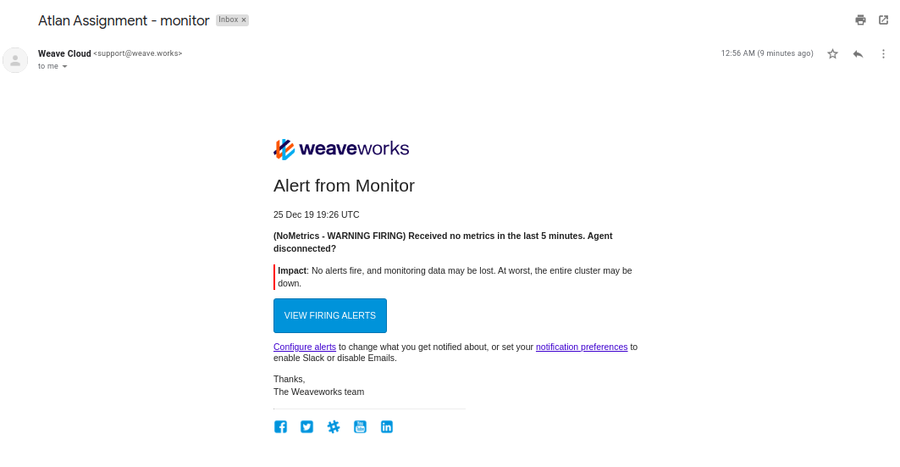 Atlan Assignment - monitor
Inbox ×
Weave Cloud <support@weave.works>
12:56 AM (9 minutes ago)
to me
weaveworks
Alert from Monitor
25 Dec 19 19:26 UTC
(NoMetrics - WARNING FIRING) Received no metrics in the last 5 minutes. Agent
disconnected?
Impact: No alerts fire, and monitoring data may be lost. At worst, the entire cluster may be
down.
VIEW FIRING ALERTS
Configure alerts to change what you get notified about, or set your notification preferences to
enable Slack or disable Emails.
Thanks,
The Weaveworks team